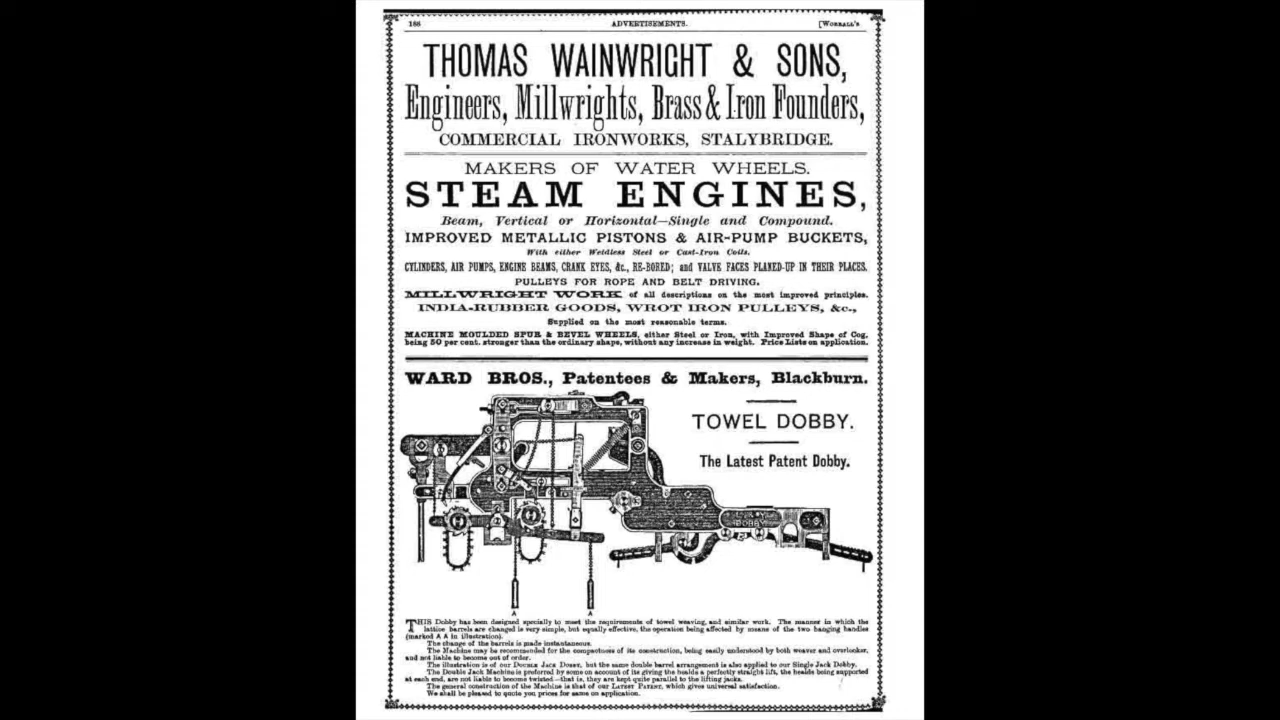 186 ADVERTISEMENTS. [WORRALL'S
THOMAS WAINWRIGHT & SONS,
Engineers, Millwrights, Brass & Iron Founders,
COMMERCIAL IRONWORKS, STALYBRIDGE.
MAKERS OF WATER WHEELS.
STEAM ENGINES,
Beam, Vertical or Horizontal—Single and Compound.
IMPROVED METALLIC PISTONS & AIR-PUMP BUCKETS,
With either Weldless Steel or Cast-Iron Coils.
CYLINDERS, AIR PUMPS, ENGINE BEAMS, CRANK EYES, &c., RE-BORED; and VALVE FACES PLANED-UP IN THEIR PLACES.
PULLEYS FOR ROPE AND BELT DRIVING.
MILLWRIGHT WORK of all descriptions on the most improved principles.
INDIA-RUBBER GOODS, WROT IRON PULLEYS, &c.,
Supplied on the most reasonable terms.
MACHINE MOULDED SPUR & BEVEL WHEELS, either Steel or Iron, with Improved Shape of Cog,
being 50 per cent. stronger than the ordinary shape, without any increase in weight. Price Lists on application.
WARD BROS., Patentees & Makers, Blackburn.
TOWEL DOBBY.
The Latest Patent Dobby.
DOBBY
A A
THIS Dobby has been designed specially to meet the requirements of towel weaving, and similar work. The manner in which the
lattice barrels are changed is very simple, but equally effective, the operation being affected by means of the two hanging handles
(marked A A in illustration).
The change of the barrels is made instantaneous.
The Machine may be recommended for the compactness of its construction, being easily understood by both weaver and overlooker,
and not liable to become out of order.
The illustration is of our DOUBLE JACK DOBBY, but the same double barrel arrangement is also applied to our Single Jack Dobby.
The Double Jack Machine is preferred by some on account of its giving the healds a perfectly straight lift, the healds being supported
at each end, are not liable to become twisted—that is, they are kept quite parallel to the lifting jacks.
The general construction of the Machine is that of our LATEST PATENT, which gives universal satisfaction.
We shall be pleased to quote you prices for same on application.